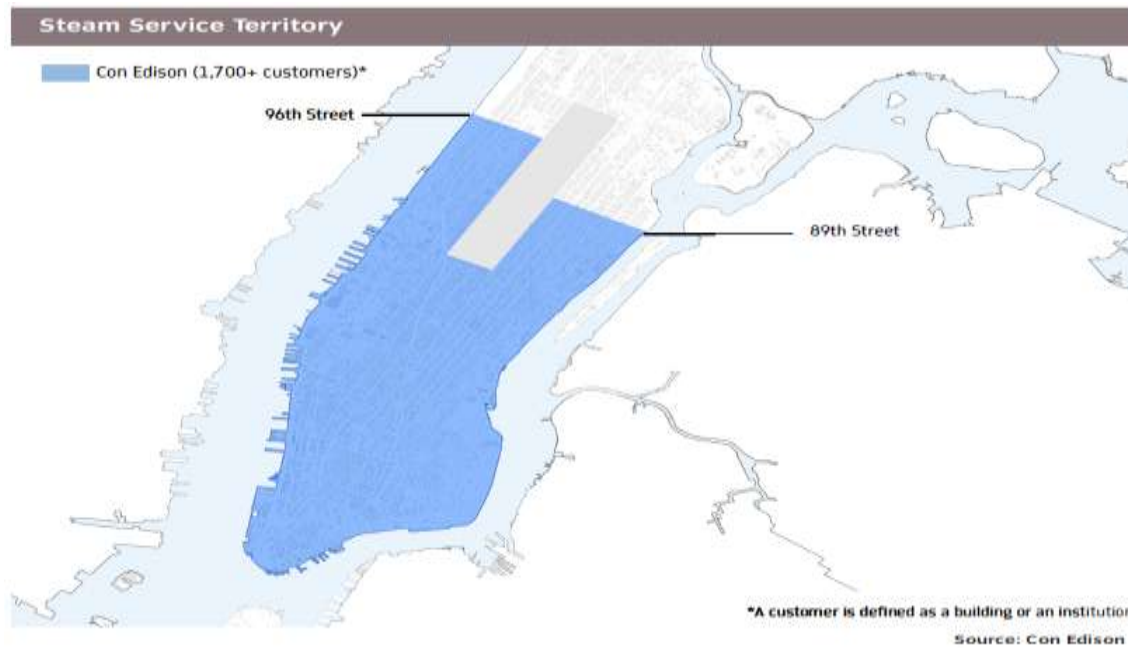 Steam Service Territory
Con Edison (1,700+ customers)*
96th Street
89th Street
*A customer is defined as a building or an institution
Source: Con Edison